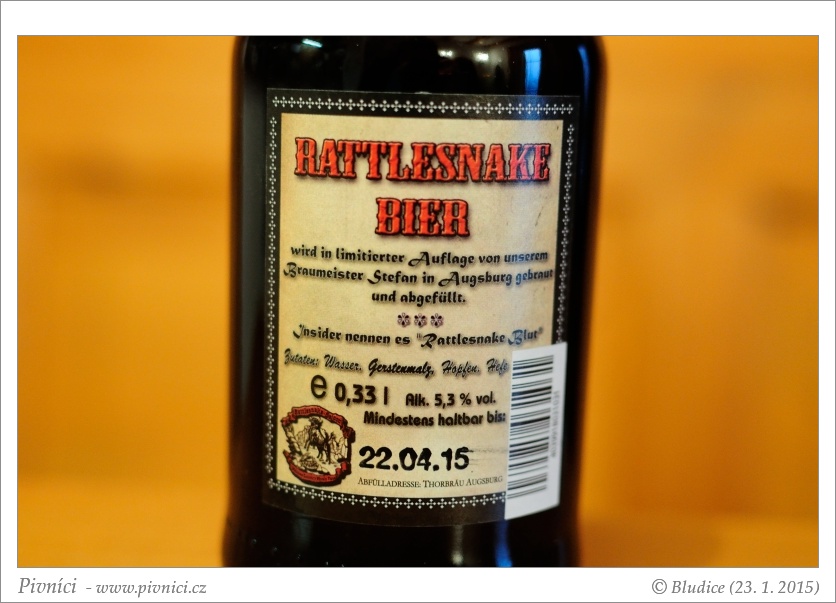 RATTLESNAKE
BIER
wird in limitierter Auflage von unserem
Braumeister Stefan in Augsburg gebraut
und abgefüllt.
Insider nennen es "Rattlesnake Blut"
Zutaten: Wasser, Gerstenmalz, Hopfen, Hefe
e 0,33 l Alk. 5,3 % vol.
Mindestens haltbar bis:
22.04.15
ABFÜLLADRESSE: THORBRÄU AUGSBURG
Pivníci - www.pivnici.cz
© Bludice (23. 1. 2015)